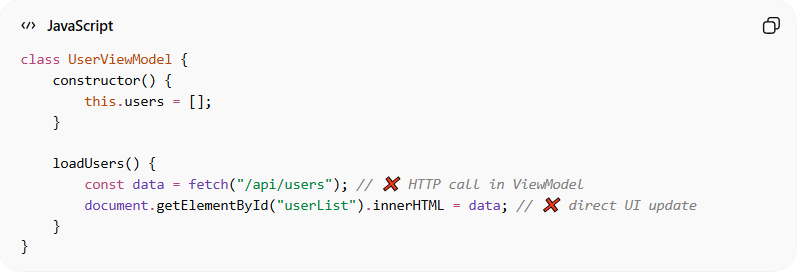 </> JavaScript
class UserViewModel {
    constructor() {
        this.users = [];
    }

    loadUsers() {
        const data = fetch("/api/users"); // ❌ HTTP call in ViewModel
        document.getElementById("userList").innerHTML = data; // ❌ direct UI update
    }
}